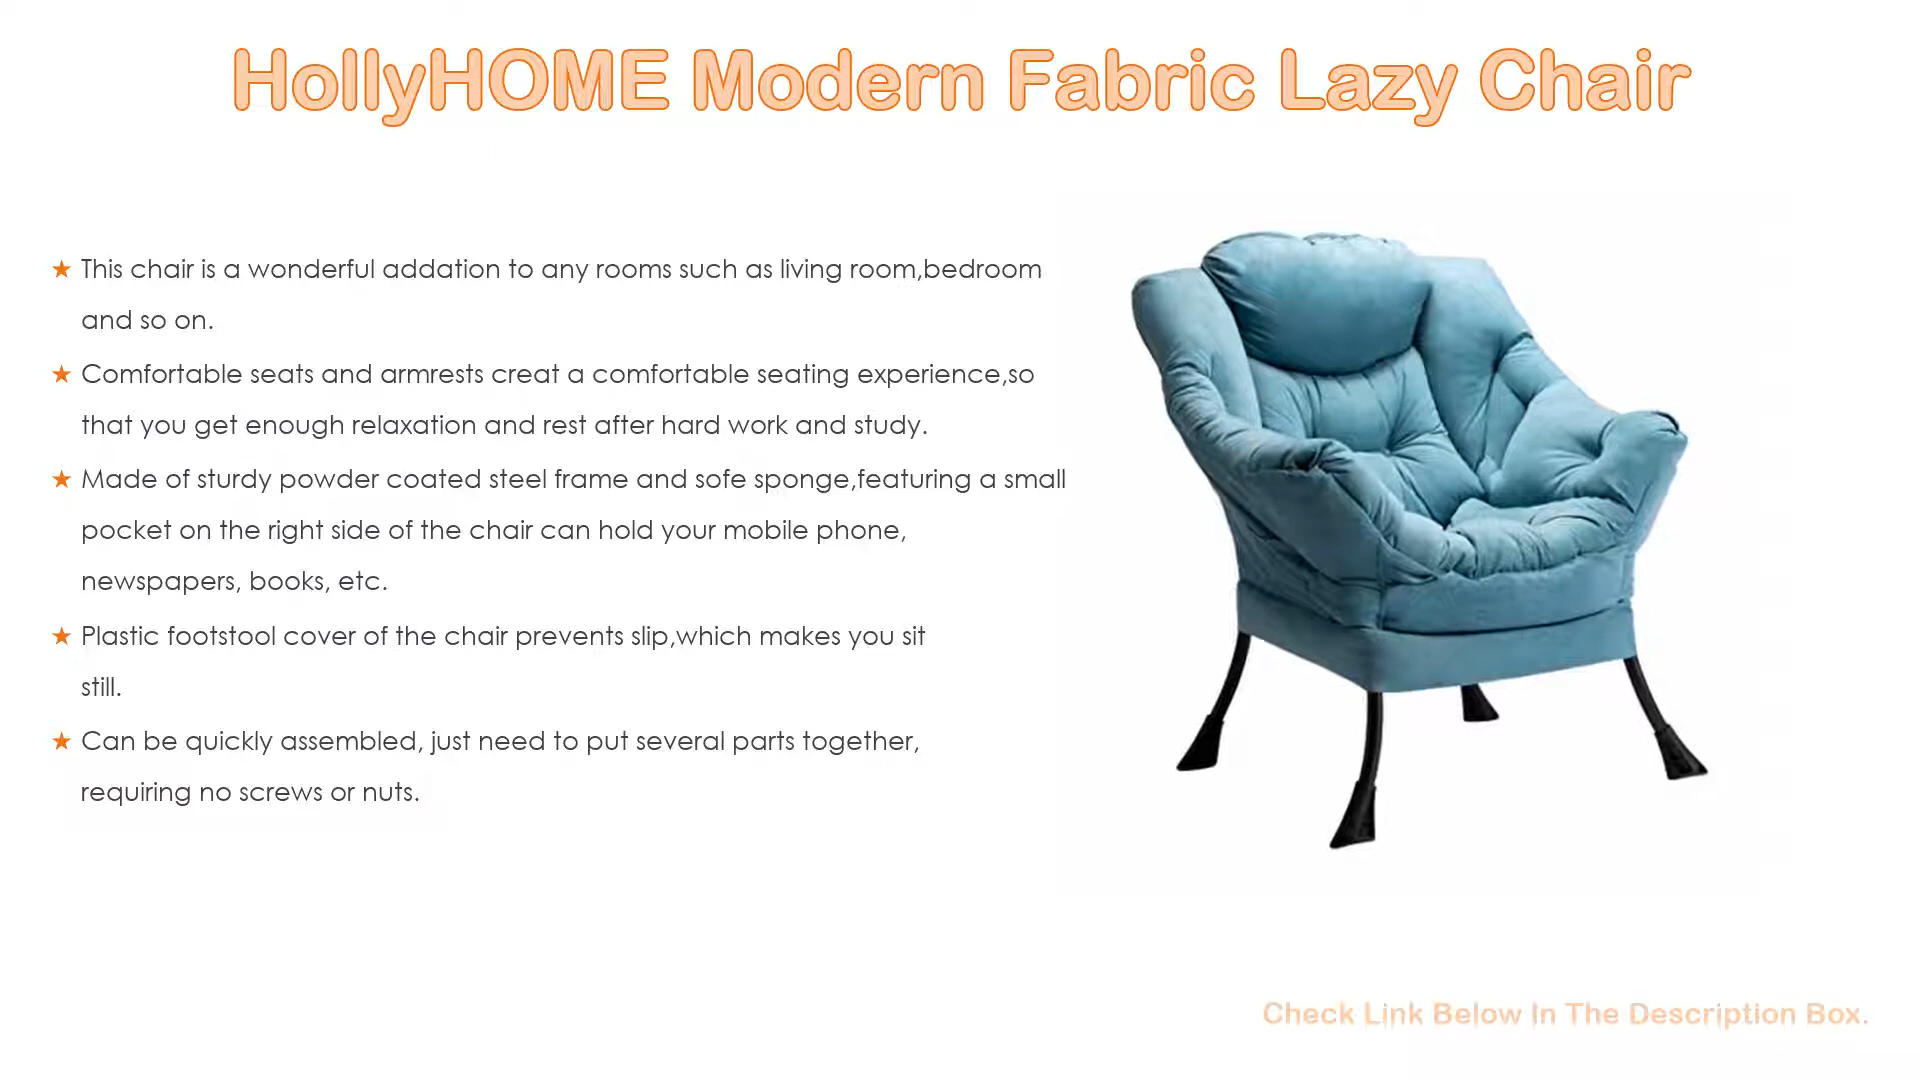 HollyHOME Modern Fabric Lazy Chair
★ This chair is a wonderful addation to any rooms such as living room,bedroom
and so on.
★ Comfortable seats and armrests creat a comfortable seating experience,so
that you get enough relaxation and rest after hard work and study.
★ Made of sturdy powder coated steel frame and sofe sponge,featuring a small
pocket on the right side of the chair can hold your mobile phone,
newspapers, books, etc.
★ Plastic footstool cover of the chair prevents slip,which makes you sit
still.
★ Can be quickly assembled, just need to put several parts together,
requiring no screws or nuts.
Check Link Below In The Description Box.